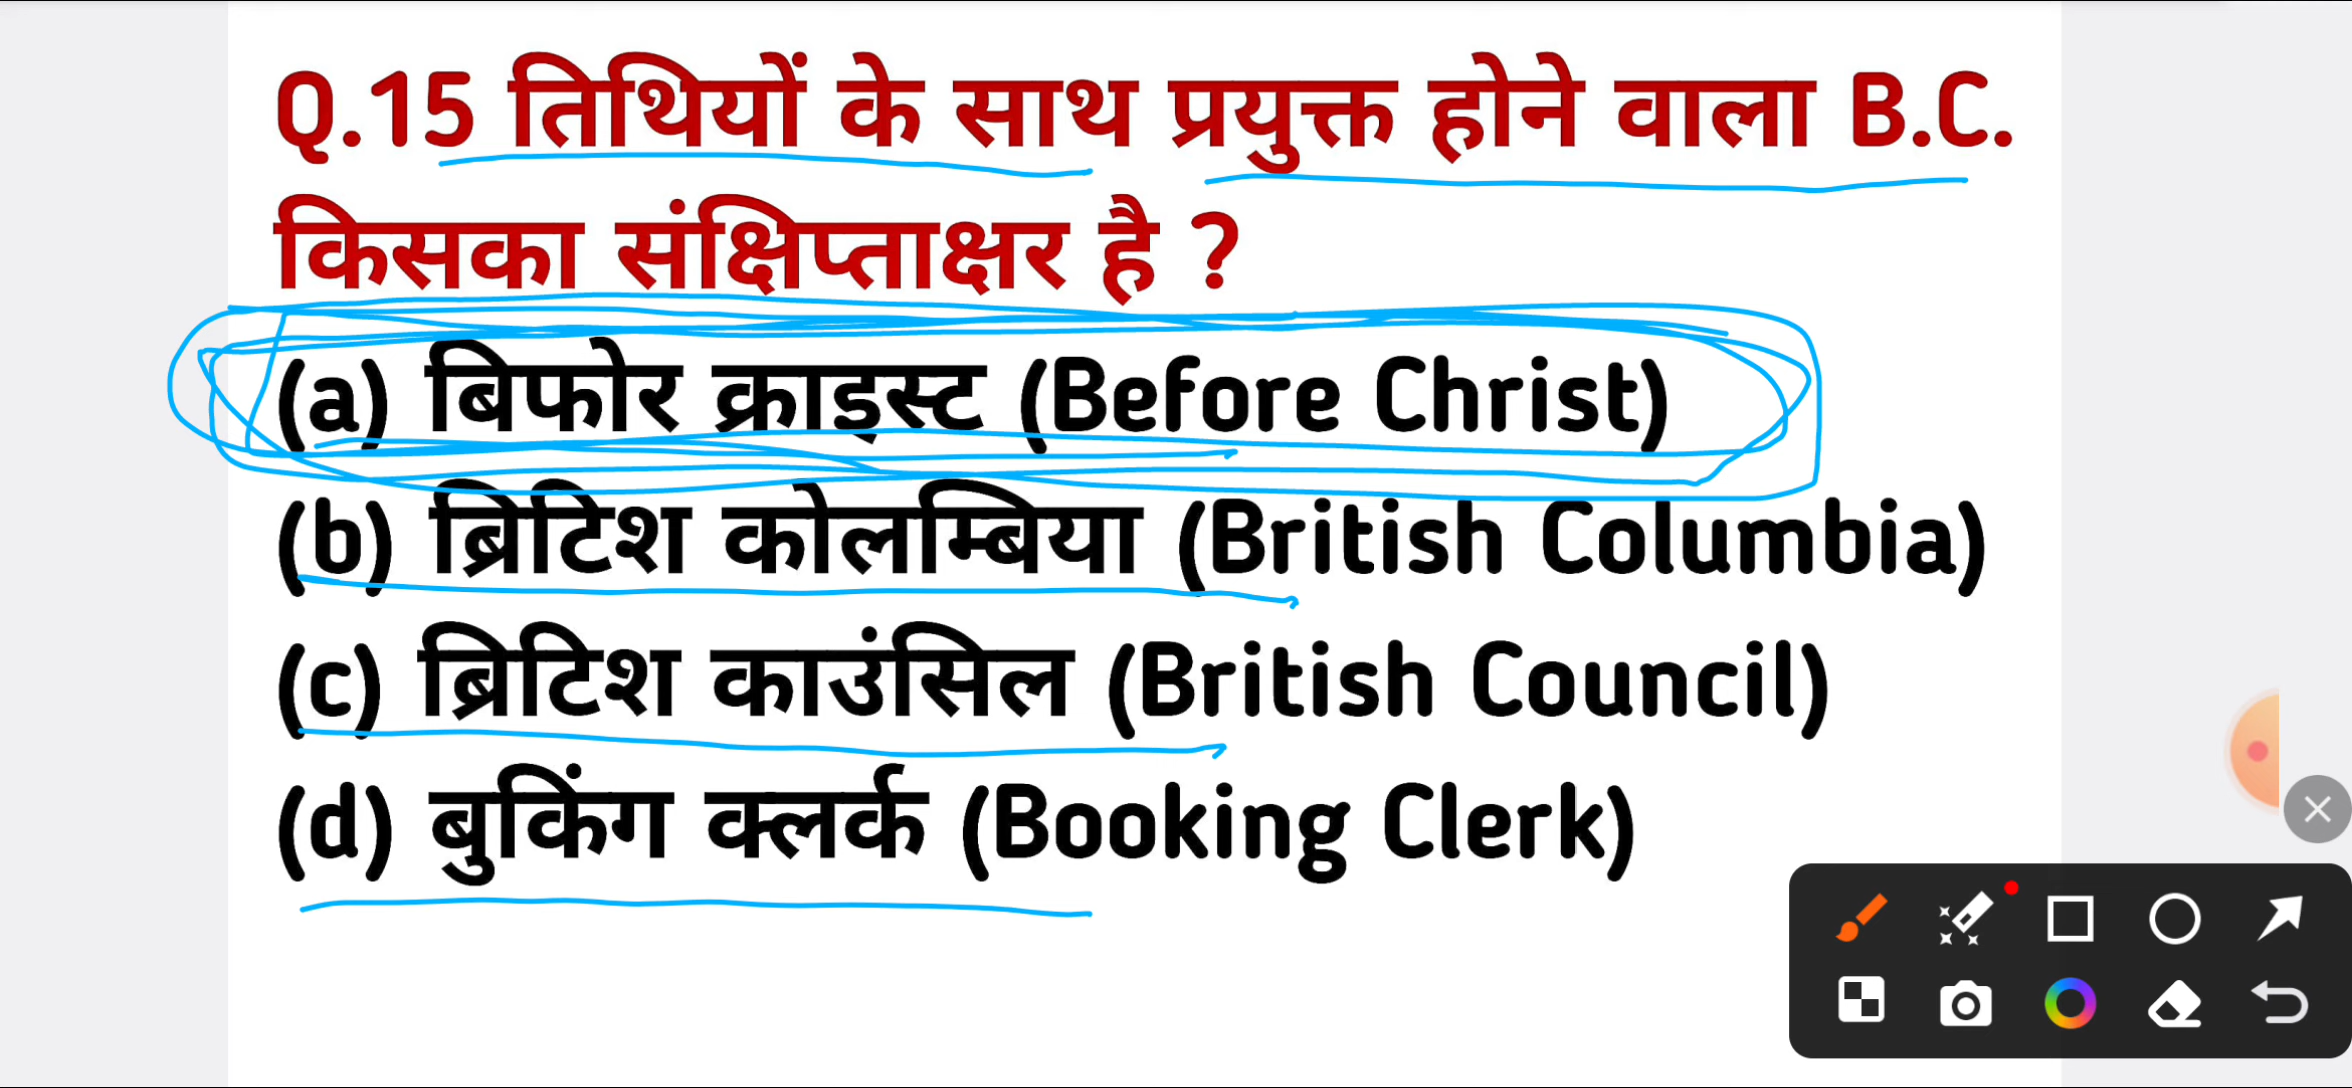 Q.15 तिथियों के साथ प्रयुक्त होने वाला B.C.
किसका संक्षिप्ताक्षर है ?
(a) बिफोर क्राइस्ट (Before Christ)
(b) ब्रिटिश कोलम्बिया (British Columbia)
(c) ब्रिटिश काउंसिल (British Council)
(d) बुकिंग क्लर्क (Booking Clerk)